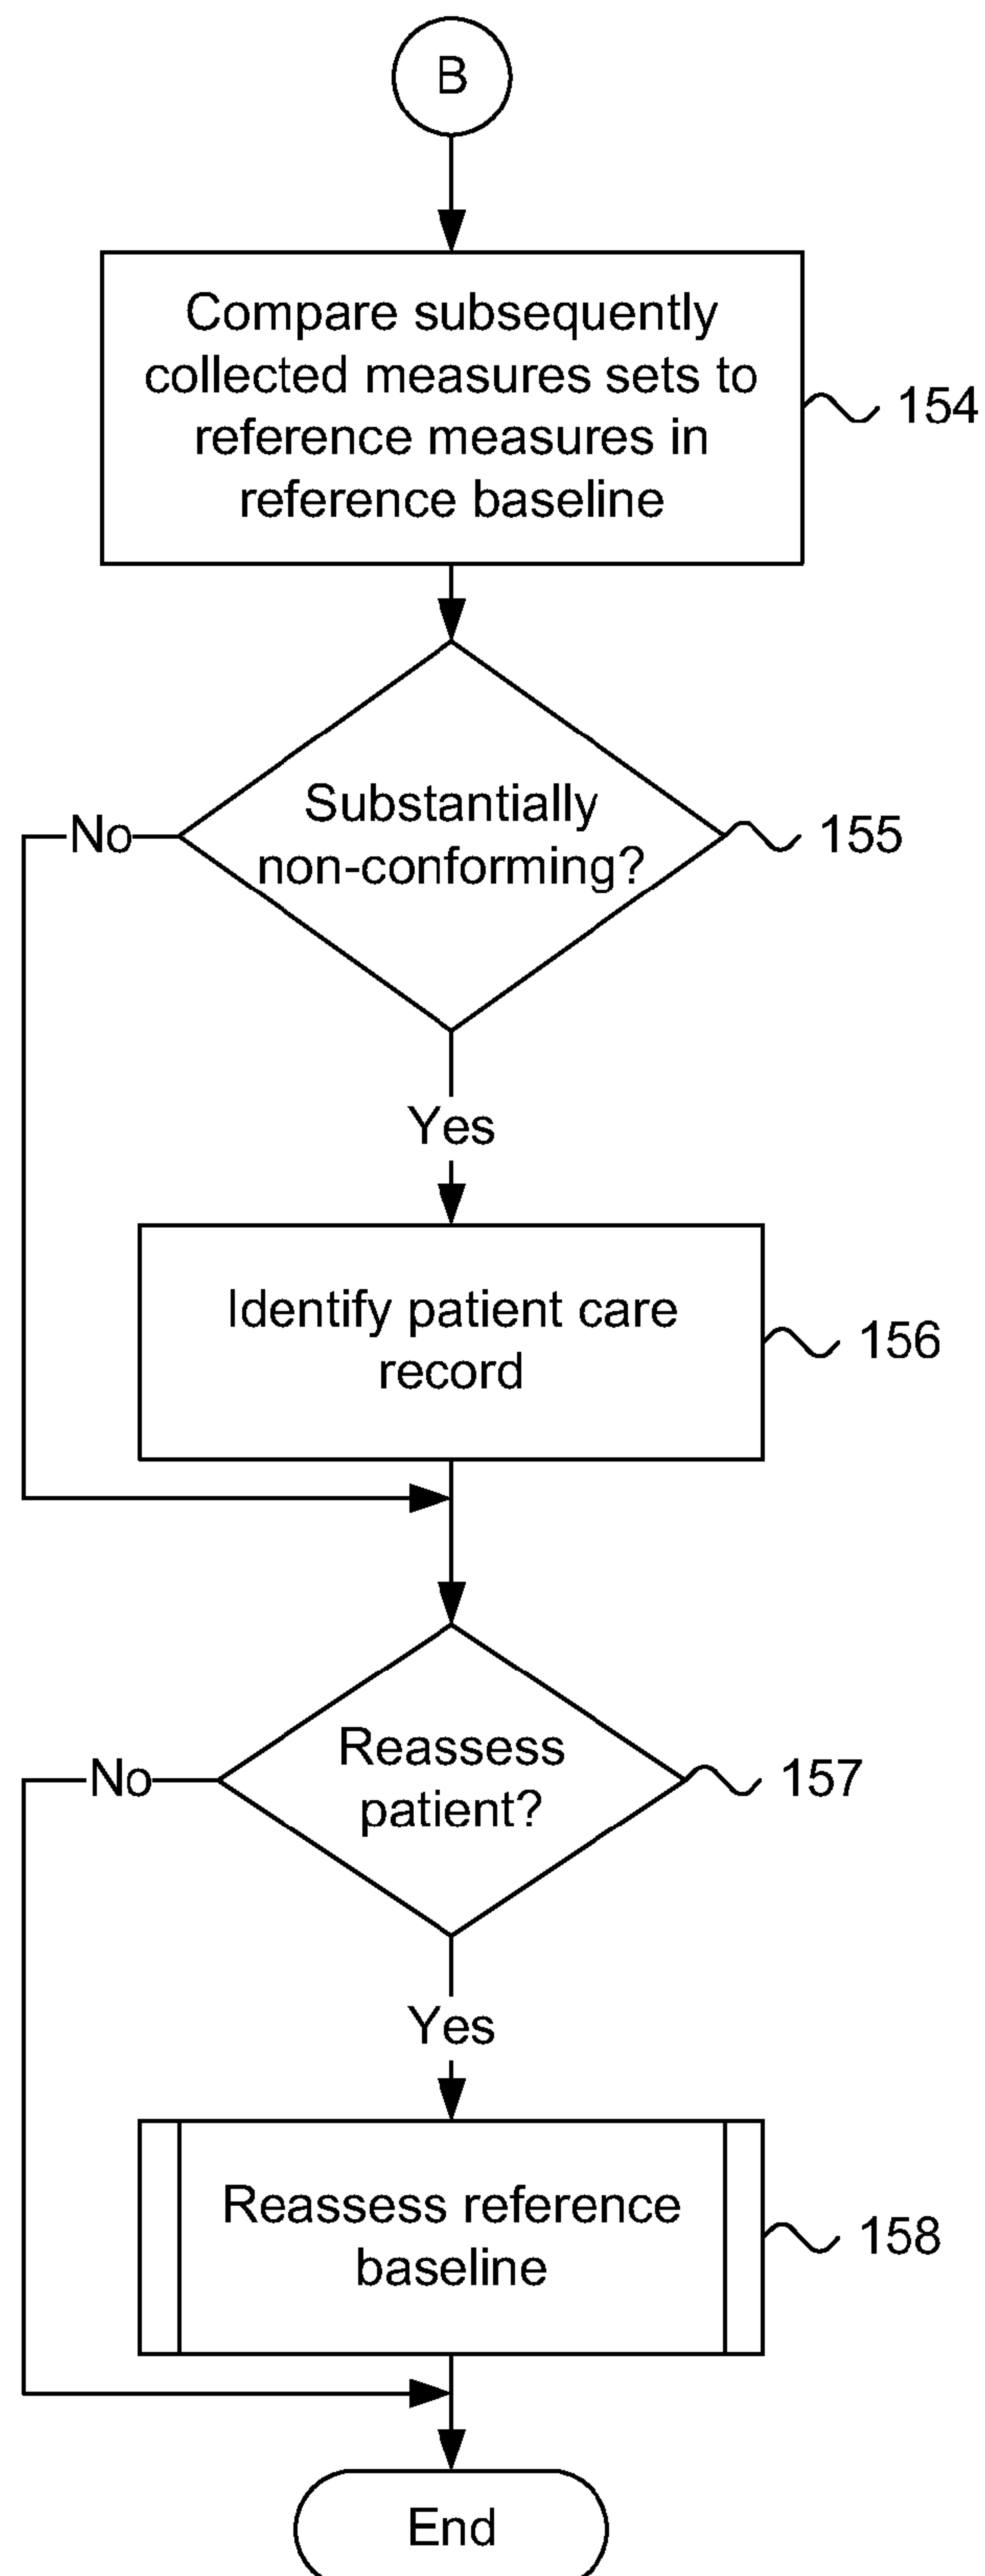 B
Compare subsequently
collected measures sets to
reference measures in
reference baseline
154
Substantially
non-conforming?
155
No
Yes
Identify patient care
record
156
Reassess
patient?
157
No
Yes
Reassess reference
baseline
158
End